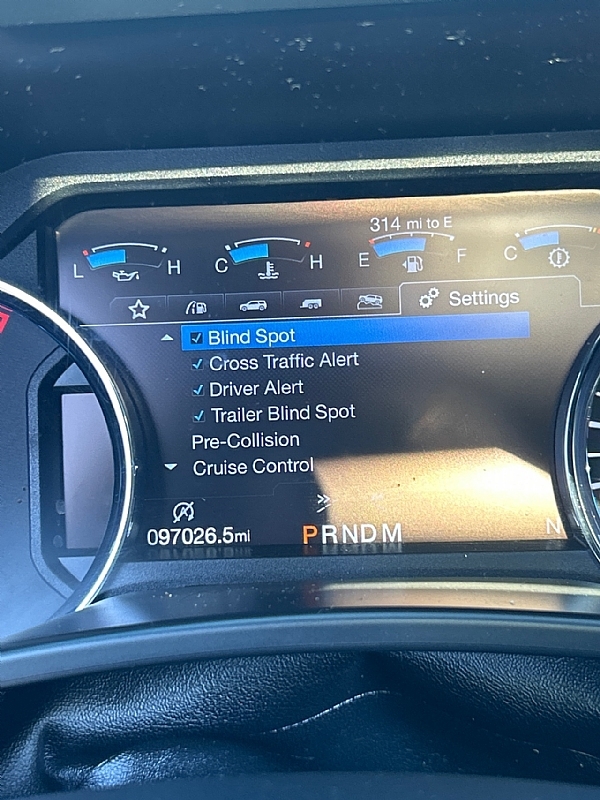 314 mi to E
L H C H E F C
Settings
Blind Spot
Cross Traffic Alert
Driver Alert
Trailer Blind Spot
Pre-Collision
Cruise Control
097026.5mi PRNDM N